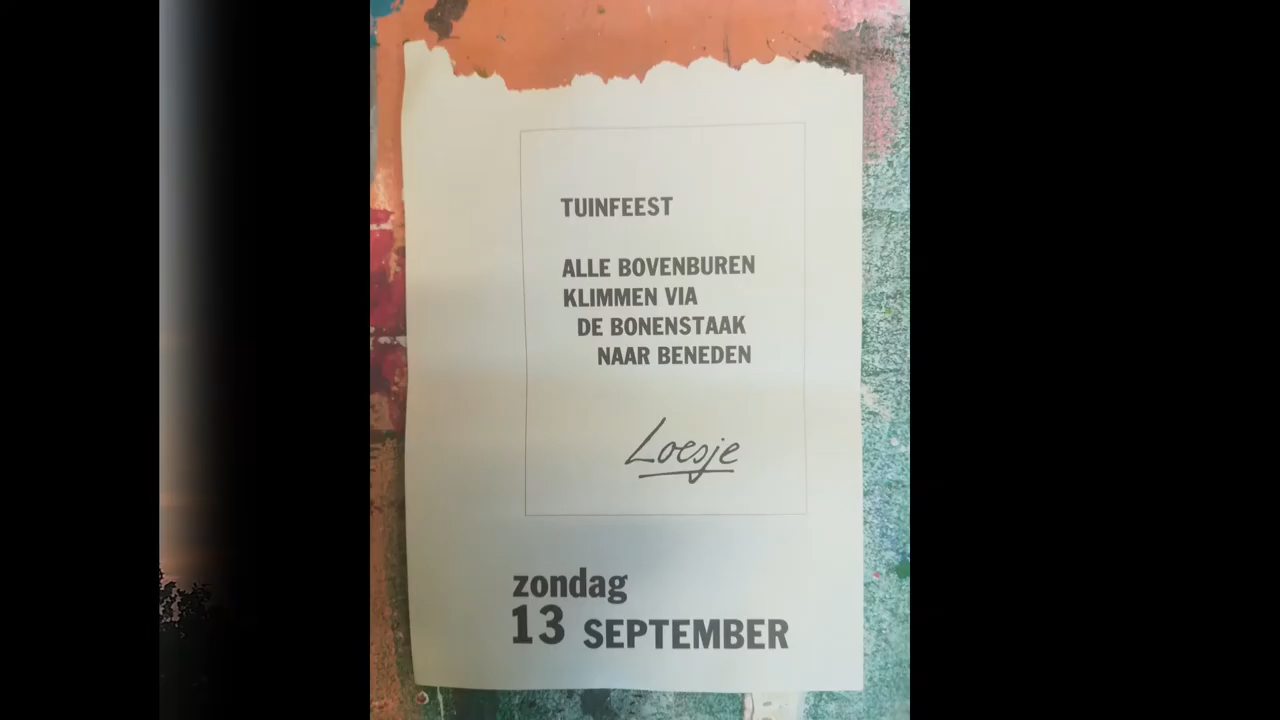 TUINFEEST
ALLE BOVENBUREN
KLIMMEN VIA
DE BONENSTAAK
NAAR BENEDEN
Loesje
zondag
13 SEPTEMBER